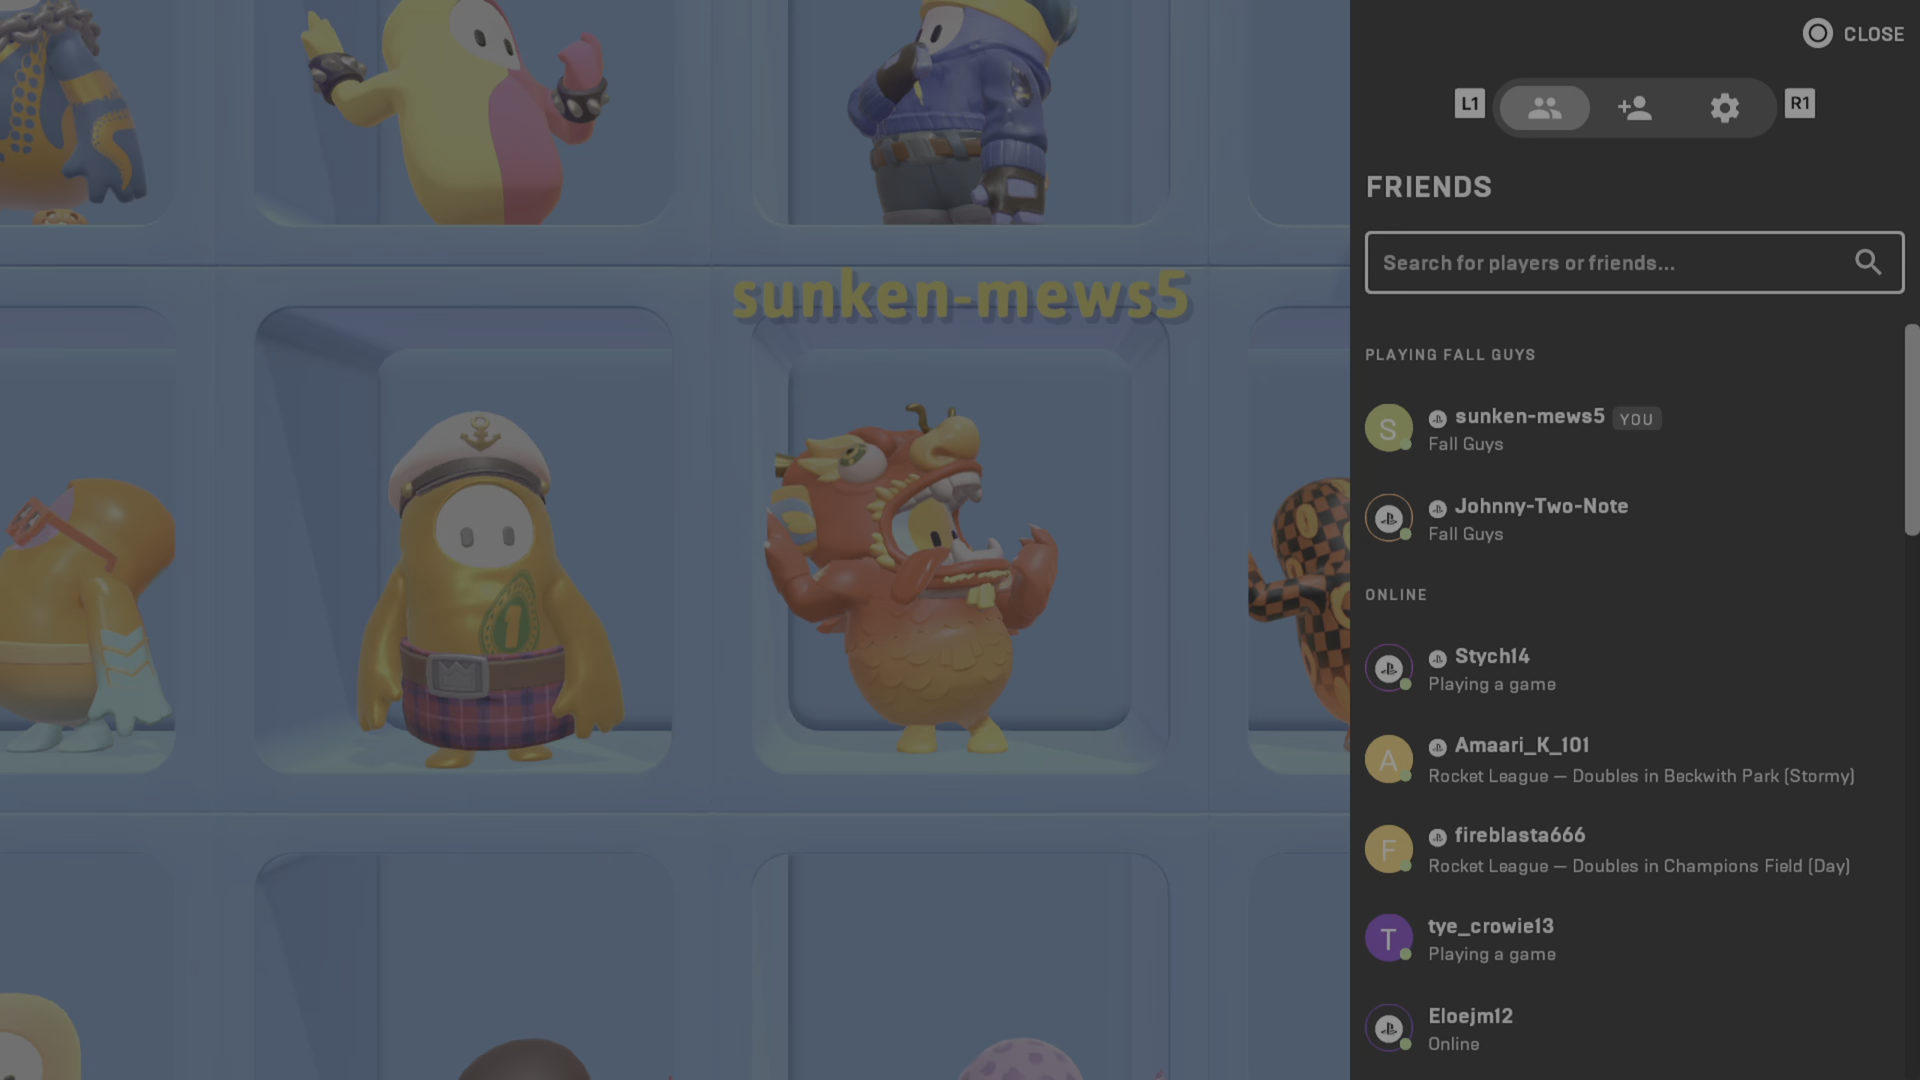 CLOSE
L1
R1
FRIENDS
Search for players or friends...
sunken-mews5
PLAYING FALL GUYS
S
sunken-mews5 YOU
Fall Guys
Johnny-Two-Note
Fall Guys
1
ONLINE
Stych14
Playing a game
A
Amaari_K_101
Rocket League — Doubles in Beckwith Park (Stormy)
F
fireblasta666
Rocket League — Doubles in Champions Field (Day)
T
tye_crowie13
Playing a game
Eloejm12
Online